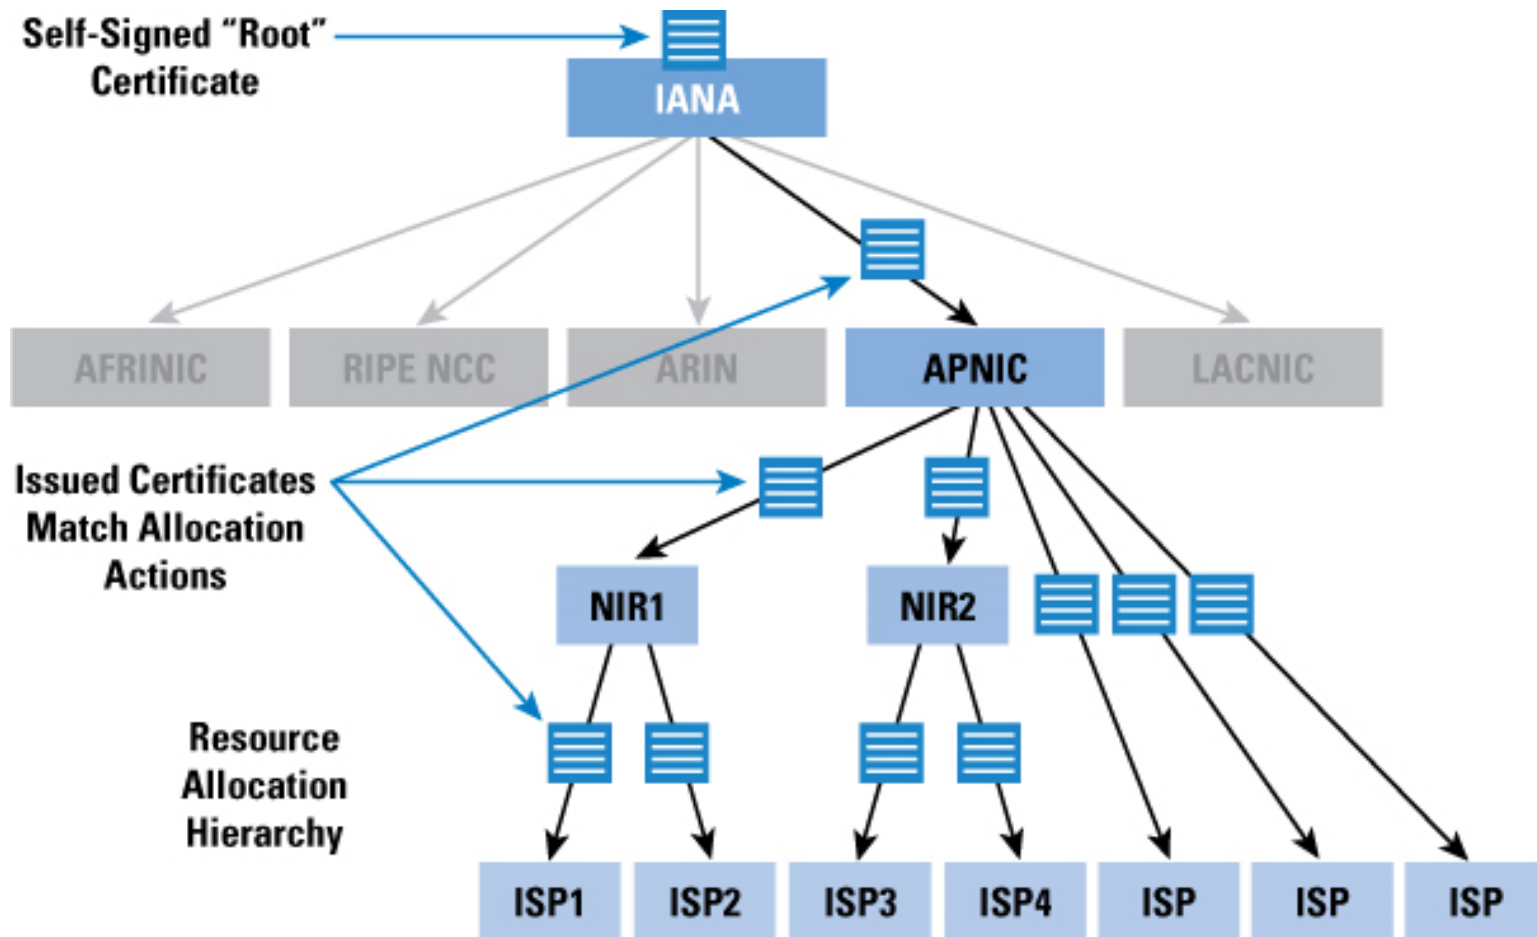 Self-Signed “Root”
Certificate
IANA
AFRINIC
RIPE NCC
ARIN
APNIC
LACNIC
Issued Certificates
Match Allocation
Actions
NIR1
NIR2
Resource
Allocation
Hierarchy
ISP1
ISP2
ISP3
ISP4
ISP
ISP
ISP